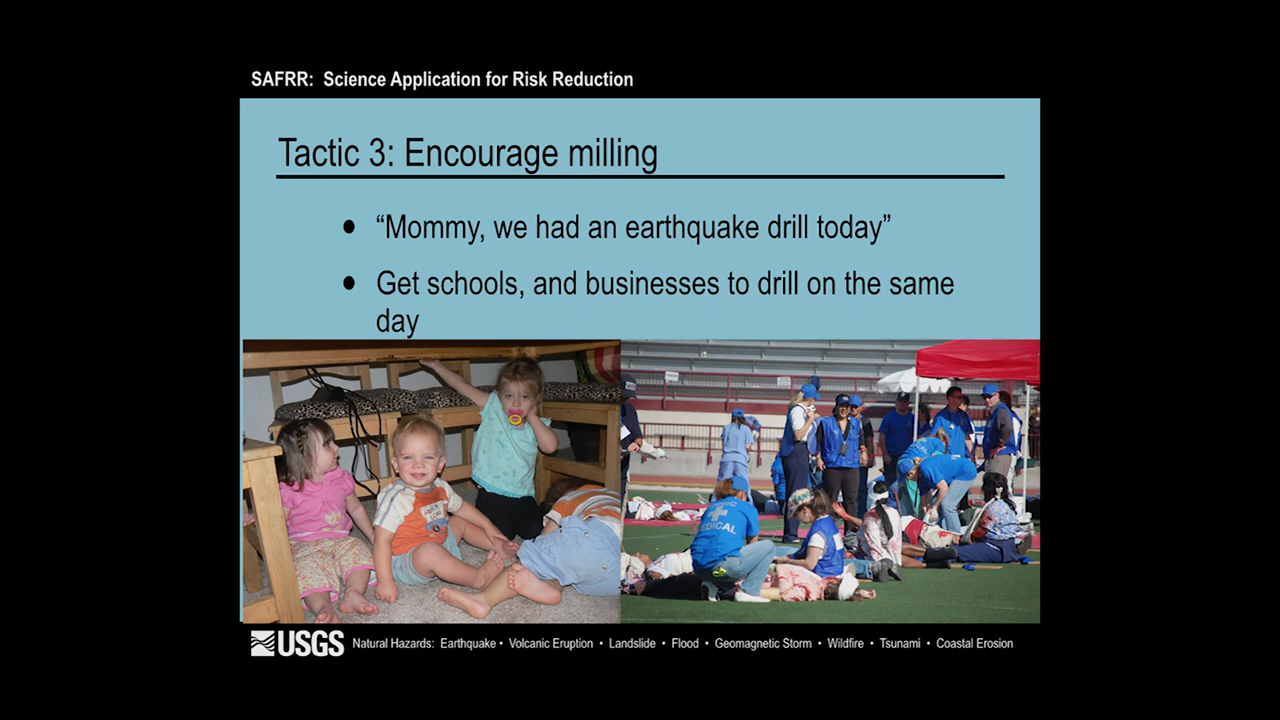 SAFRR: Science Application for Risk Reduction
Tactic 3: Encourage milling
• “Mommy, we had an earthquake drill today”
• Get schools, and businesses to drill on the same
day
MEDICAL
USGS Natural Hazards: Earthquake • Volcanic Eruption • Landslide • Flood • Geomagnetic Storm • Wildfire • Tsunami • Coastal Erosion